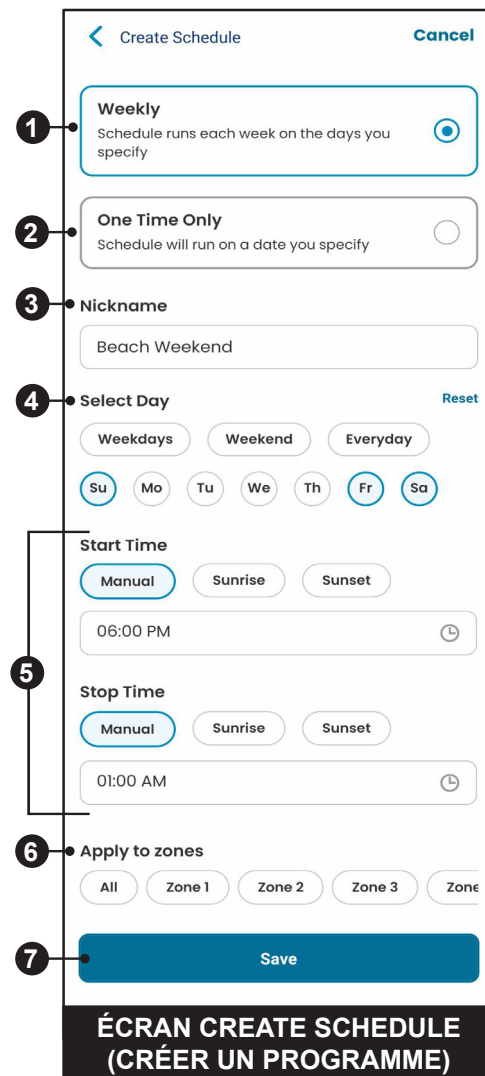 Create Schedule Cancel
1 Weekly
Schedule runs each week on the days you
specify
2 One Time Only
Schedule will run on a date you specify
3 Nickname
Beach Weekend
4 Select Day Reset
Weekdays Weekend Everyday
Su Mo Tu We Th Fr Sa
5
Start Time
Manual Sunrise Sunset
06:00 PM
Stop Time
Manual Sunrise Sunset
01:00 AM
6 Apply to zones
All Zone 1 Zone 2 Zone 3 Zone
7 Save
ÉCRAN CREATE SCHEDULE
(CRÉER UN PROGRAMME)